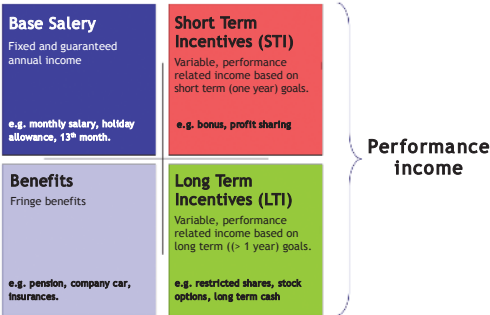 Base Salery
Fixed and guaranteed
annual income
e.g. monthly salary, holiday
allowance, 13th month.
Short Term
Incentives (STI)
Variable, performance
related income based on
short term (one year) goals.
e.g. bonus, profit sharing
Benefits
Fringe benefits
e.g. pension, company car,
insurances.
Long Term
Incentives (LTI)
Variable, performance
related income based on
long term ((> 1 year) goals.
e.g. restricted shares, stock
options, long term cash
Performance
income